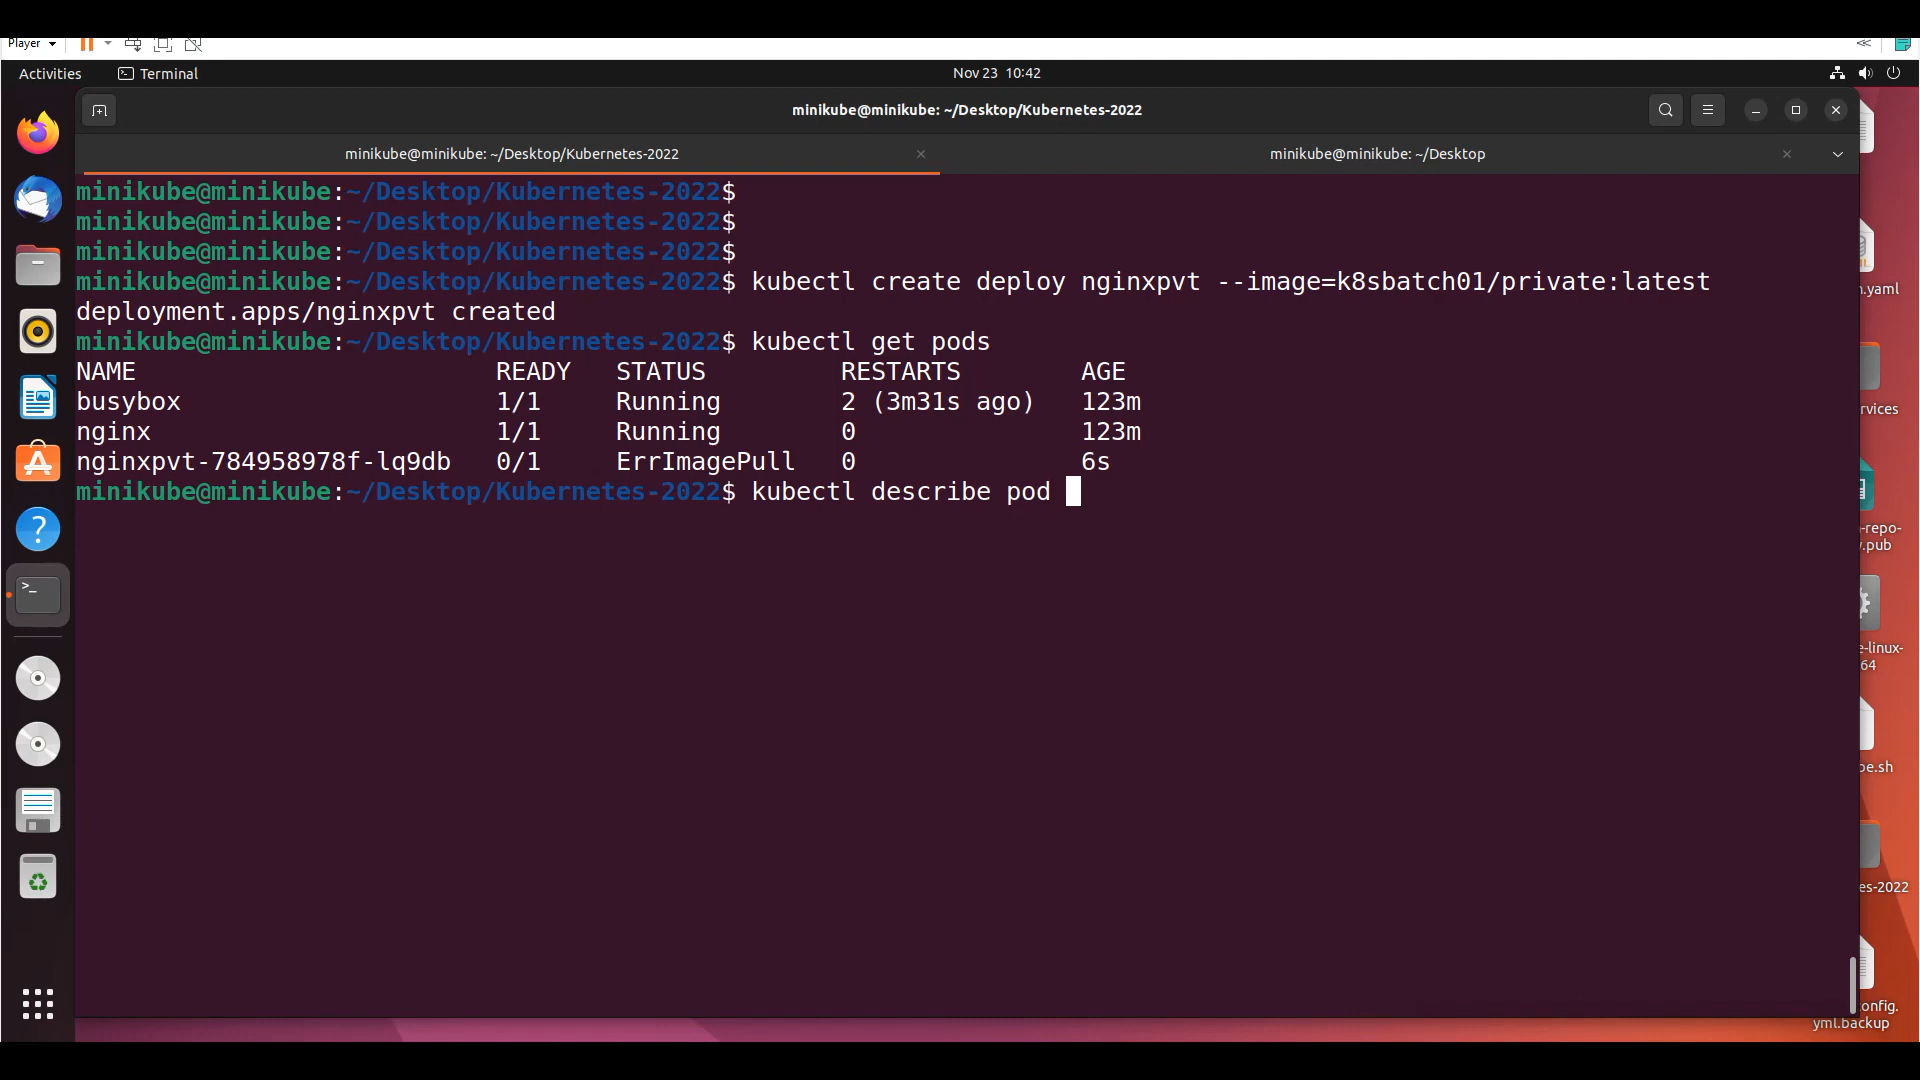 Player
Activities
Terminal
Nov 23 10:42
minikube@minikube: ~/Desktop/Kubernetes-2022
minikube@minikube: ~/Desktop/Kubernetes-2022
minikube@minikube: ~/Desktop
minikube@minikube:~/Desktop/Kubernetes-2022$
minikube@minikube:~/Desktop/Kubernetes-2022$
minikube@minikube:~/Desktop/Kubernetes-2022$
minikube@minikube:~/Desktop/Kubernetes-2022$ kubectl create deploy nginxpvt --image=k8sbatch01/private:latest
deployment.apps/nginxpvt created
minikube@minikube:~/Desktop/Kubernetes-2022$ kubectl get pods
NAME READY STATUS RESTARTS AGE
busybox 1/1 Running 2 (3m31s ago) 123m
nginx 1/1 Running 0 123m
nginxpvt-784958978f-lq9db 0/1 ErrImagePull 0 6s
minikube@minikube:~/Desktop/Kubernetes-2022$ kubectl describe pod
n.yaml
rvices
-repo-
.pub
e-linux-
64
be.sh
es-2022
onfig.
yml.backup